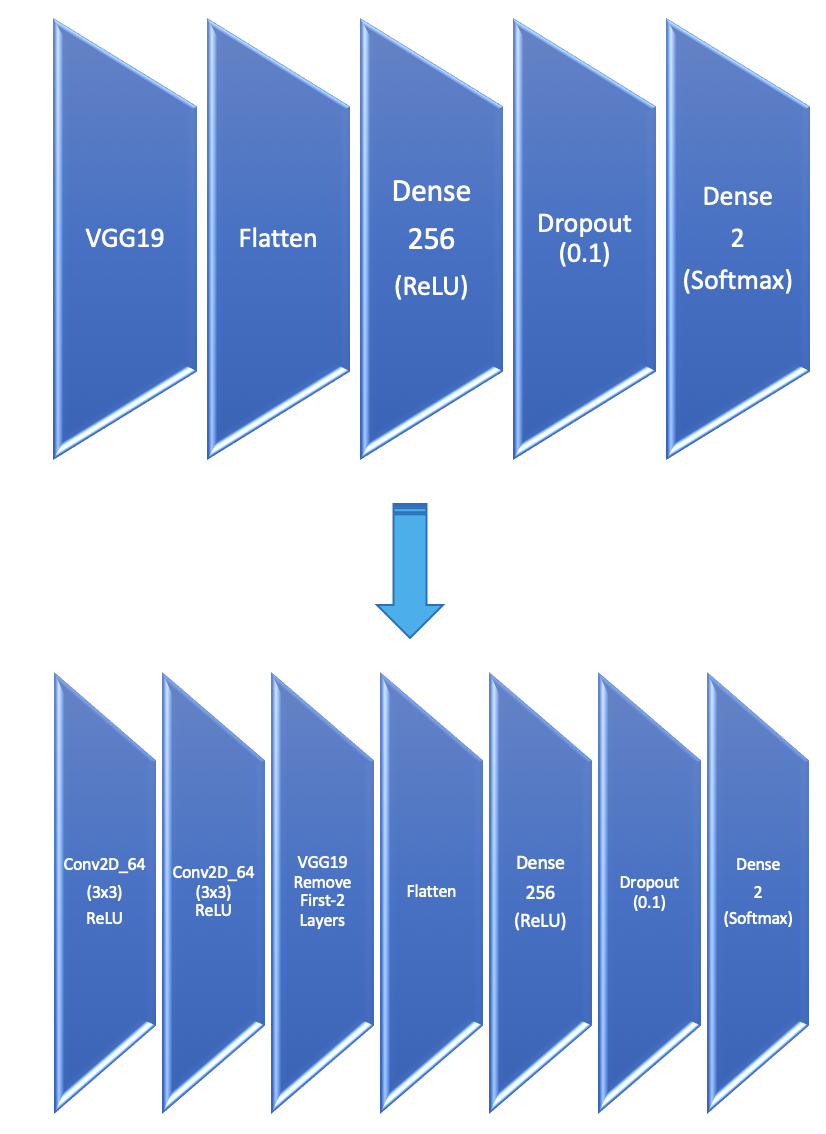 VGG19
Flatten
Dense
256
(ReLU)
Dropout
(0.1)
Dense
2
(Softmax)
Conv2D_64
(3x3)
ReLU
Conv2D_64
(3x3)
ReLU
VGG19
Remove
First-2
Layers
Flatten
Dense
256
(ReLU)
Dropout
(0.1)
Dense
2
(Softmax)